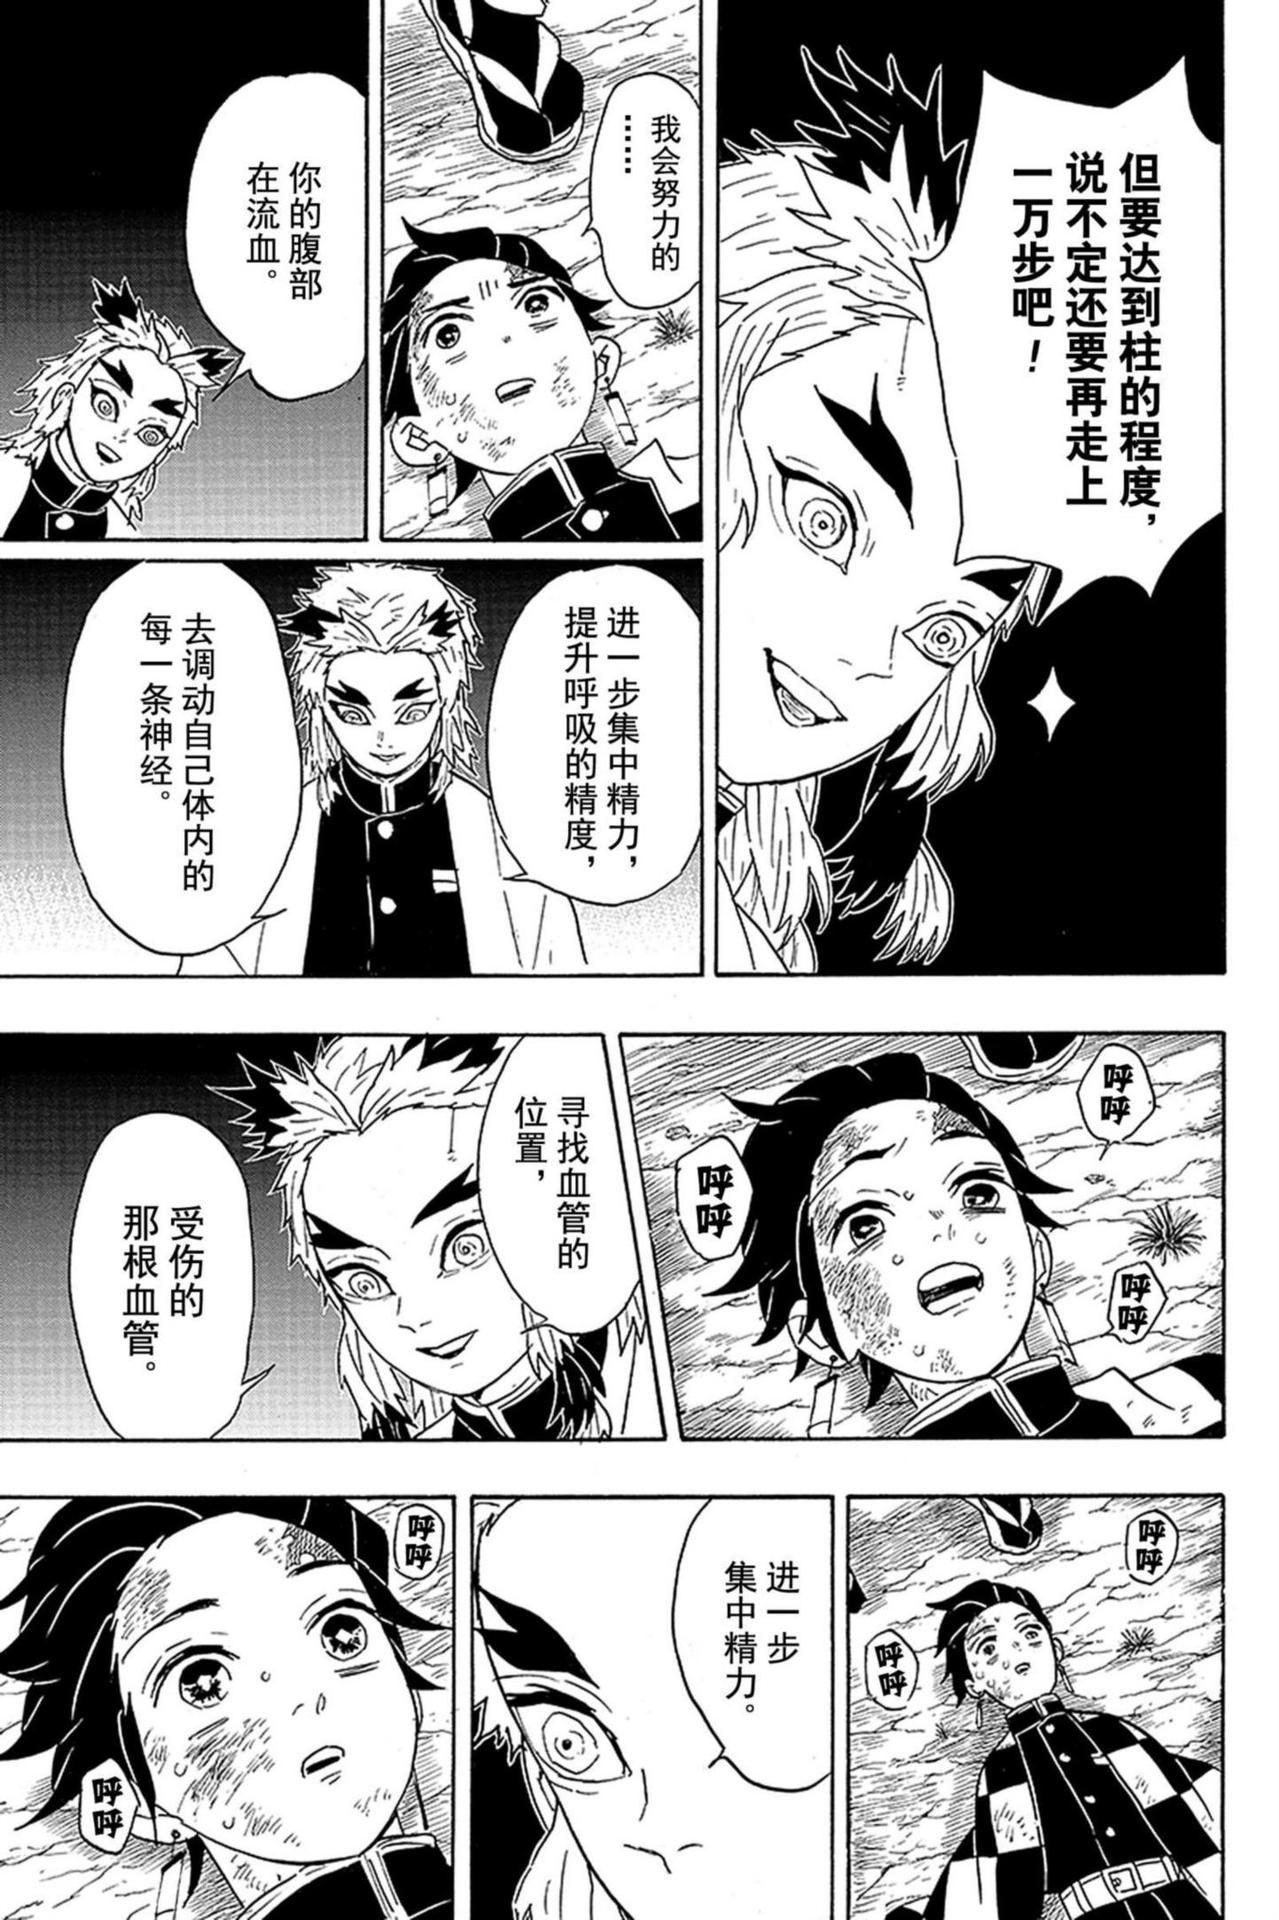 但要达到柱的程度，
说不定还要再走上
一万步吧！
我会努力的
……
你的腹部
在流血。
进一步集中精力，
提升呼吸的精度，
去调动自己体内的
每一条神经。
呼
呼
呼
呼
呼
呼
寻找血管的
位置，
受伤的
那根血管。
呼
呼
呼
呼
进一步
集中精力。
呼
呼
呼
呼